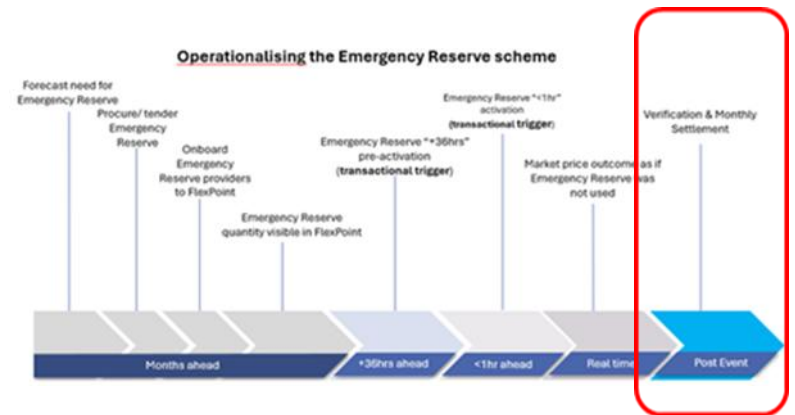 Operationalising the Emergency Reserve scheme
Forecast need for
Emergency Reserve
Procure/ tender
Emergency
Reserve
Onboard
Emergency
Reserve providers
to FlexPoint
Emergency Reserve
quantity visible in FlexPoint
Emergency Reserve "+36hrs"
pre-activation
(transactional trigger)
Emergency Reserve "<1hr"
activation
(transactional trigger)
Market price outcome as if
Emergency Reserve was
not used
Verification & Monthly
Settlement
Months ahead
+36hrs ahead
<1hr ahead
Real time
Post Event